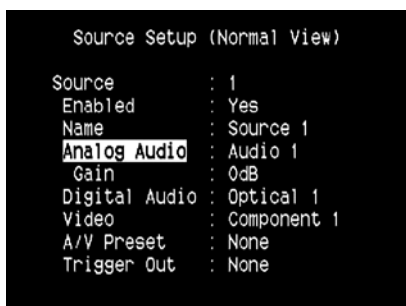 Source Setup (Normal View)
Source : 1
Enabled : Yes
Name : Source 1
Analog Audio : Audio 1
Gain : 0dB
Digital Audio : Optical 1
Video : Component 1
A/V Preset : None
Trigger Out : None